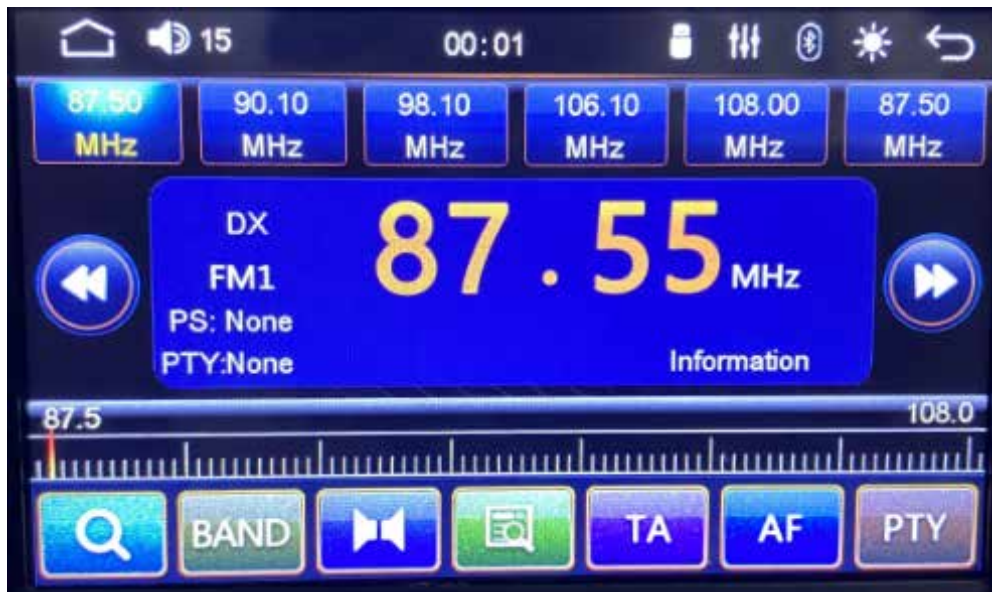 15 00:01
87.50 90.10 98.10 106.10 108.00 87.50
MHz MHz MHz MHz MHz MHz
DX
87.55 MHz
FM1
PS: None
PTY:None Information
87.5 108.0
BAND TA AF PTY